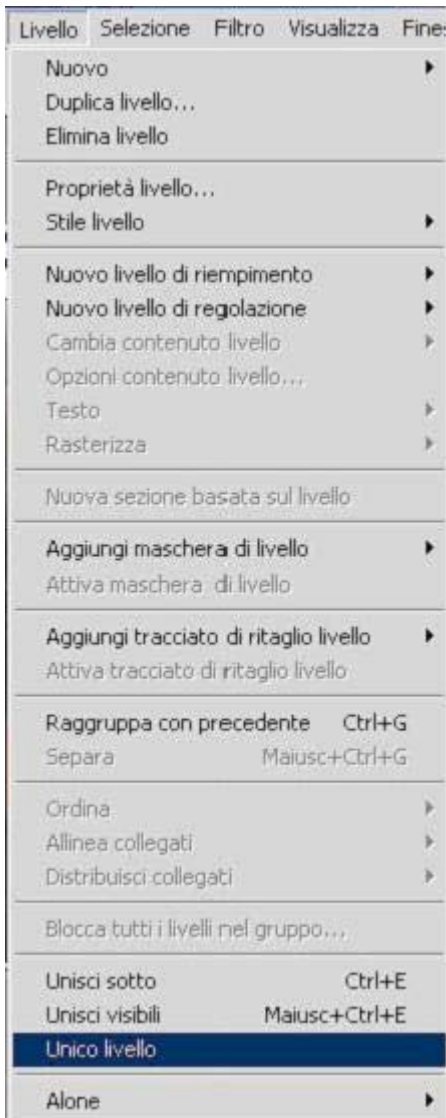 Livello Selezione Filtro Visualizza
Nuovo
Duplica livello...
Elimina livello
Proprietà livello...
Stile livello
Nuovo livello di riempimento
Nuovo livello di regolazione
Cambia contenuto livello
Opzioni contenuto livello...
Testo
Rasterizza
Nuova sezione basata sul livello
Aggiungi maschera di livello
Attiva maschera di livello
Aggiungi tracciato di ritaglio livello
Attiva tracciato di ritaglio livello
Raggruppa con precedente Ctrl+G
Separa Maiusc+Ctrl+G
Ordina
Allinea collegati
Distribuisci collegati
Blocca tutti i livelli nel gruppo...
Unisci sotto Ctrl+E
Unisci visibili Maiusc+Ctrl+E
Unico livello
Alone